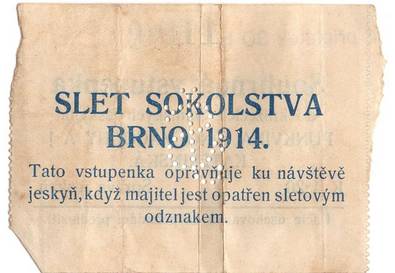 SLET SOKOLSTVA
BRNO 1914.
Tato vstupenka opravňuje ku návštěvě
jeskyň, když majitel jest opatřen sletovým
odznakem.